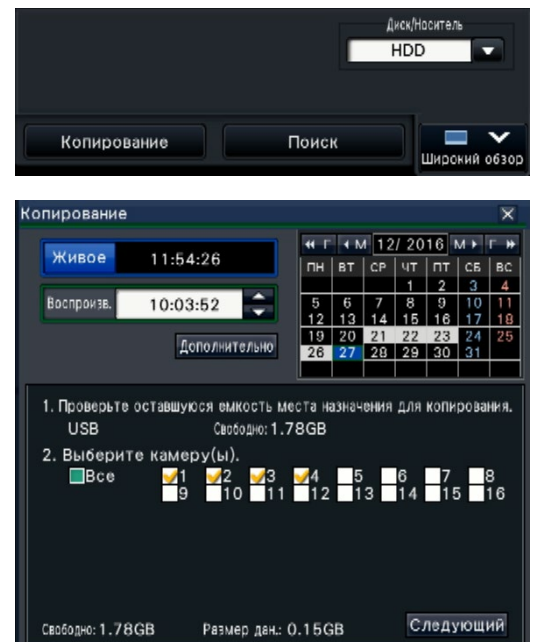 Диск/Носитель
HDD
Копирование
Поиск
Широкий обзор
Копирование
Живое 11:54:26
Воспроизв. 10:03:52
Дополнительно
Г М 12/ 2016 М Г
ПН ВТ СР ЧТ ПТ СБ ВС
1 2 3 4
5 6 7 8 9 10 11
12 13 14 15 16 17 18
19 20 21 22 23 24 25
26 27 28 29 30 31
1. Проверьте оставшуюся емкость места назначения для копирования.
USB Свободно: 1.78GB
2. Выберите камеру(ы).
Все 1 2 3 4 5 6 7 8
9 10 11 12 13 14 15 16
Свободно: 1.78GB Размер дан.: 0.15GB Следующий